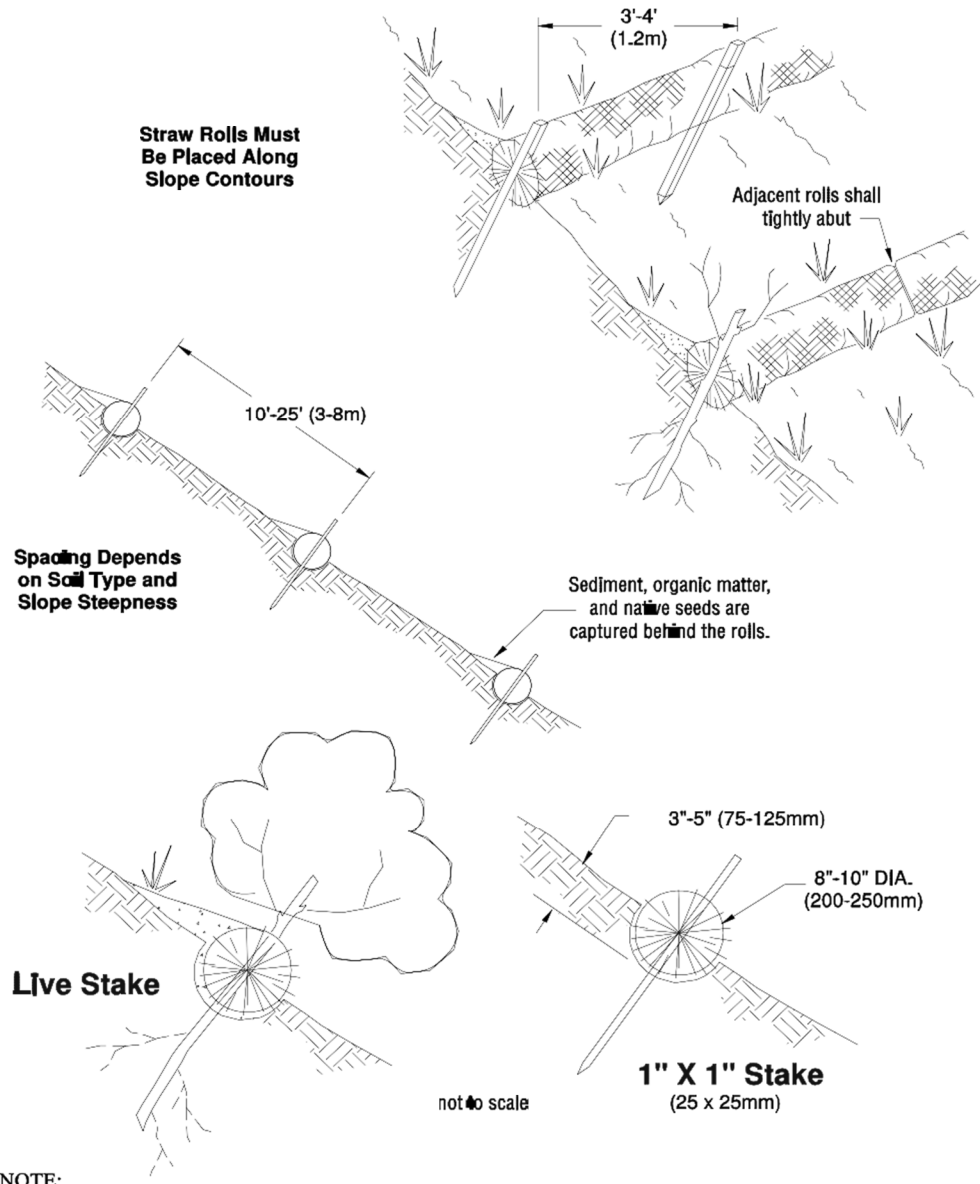 3'-4'
(1.2m)
Straw Rolls Must
Be Placed Along
Slope Contours
Adjacent rolls shall
tightly abut
10'-25' (3-8m)
Spacing Depends
on Soil Type and
Slope Steepness
Sediment, organic matter,
and native seeds are
captured behind the rolls.
3"-5" (75-125mm)
8"-10" DIA.
(200-250mm)
Live Stake
1" X 1" Stake
(25 x 25mm)
not to scale
NOTE: